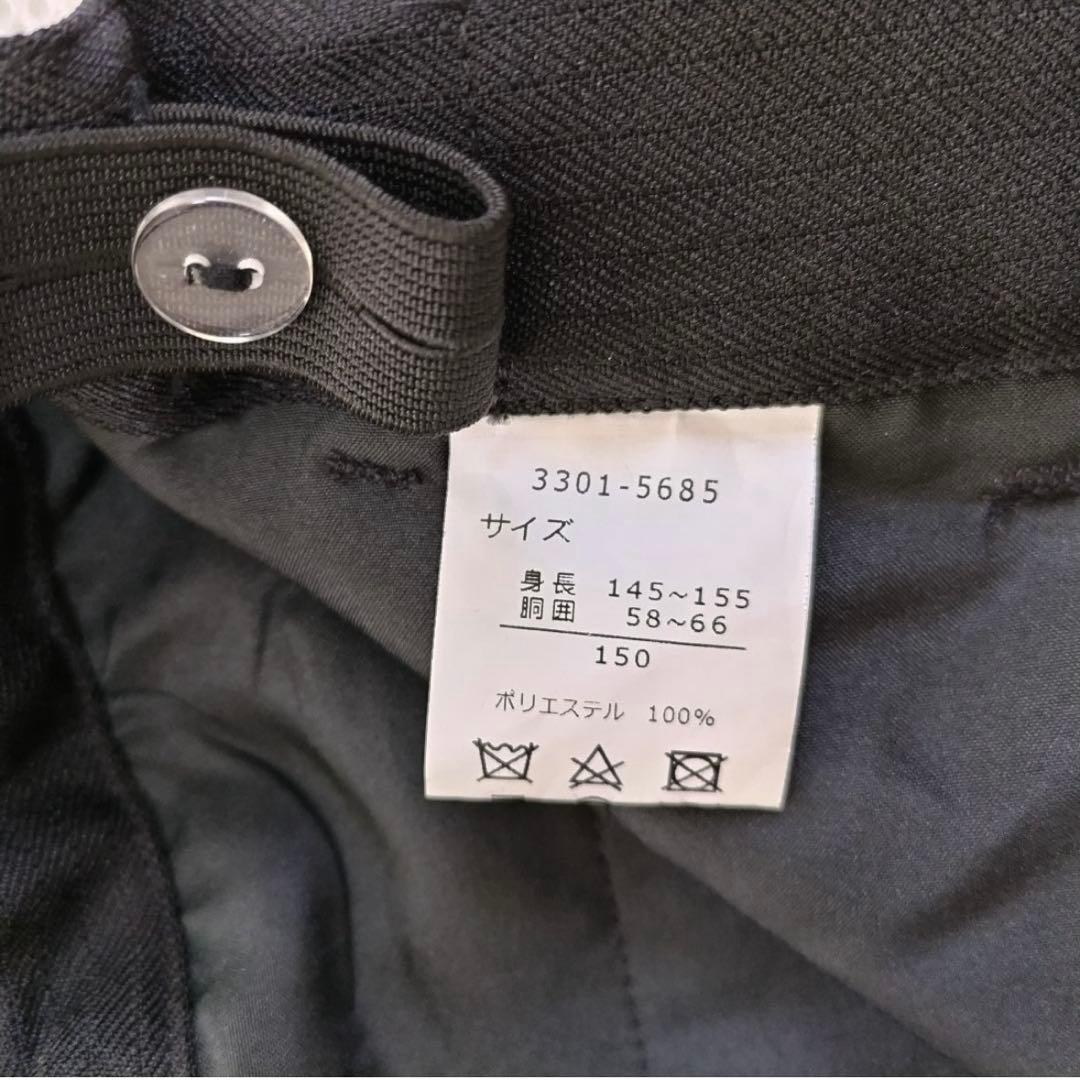 3301-5685
サイズ
身長 145~155
胴囲 58~66
150
ポリエステル 100%